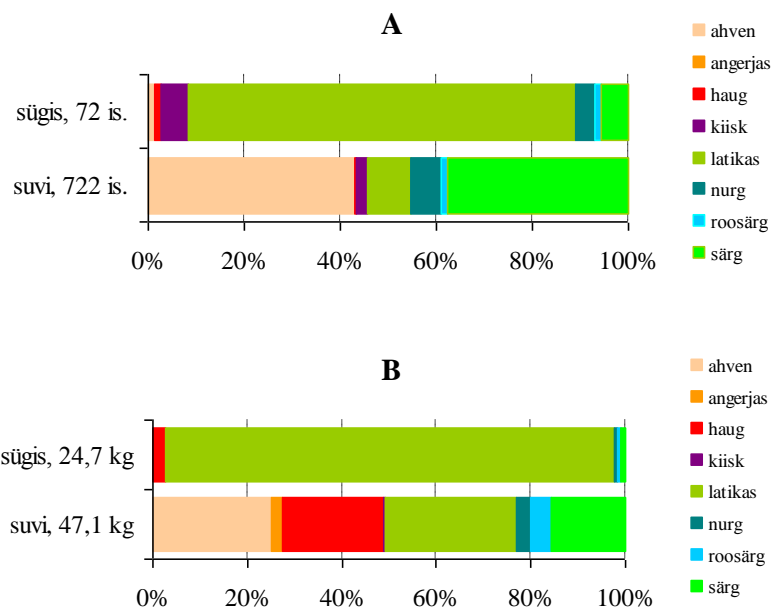 A
sügis, 72 is.
suvi, 722 is.
0% 20% 40% 60% 80% 100%
ahven
angerjas
haug
kiisk
latikas
nurg
roosärg
särg
B
sügis, 24,7 kg
suvi, 47,1 kg
0% 20% 40% 60% 80% 100%
ahven
angerjas
haug
kiisk
latikas
nurg
roosärg
särg